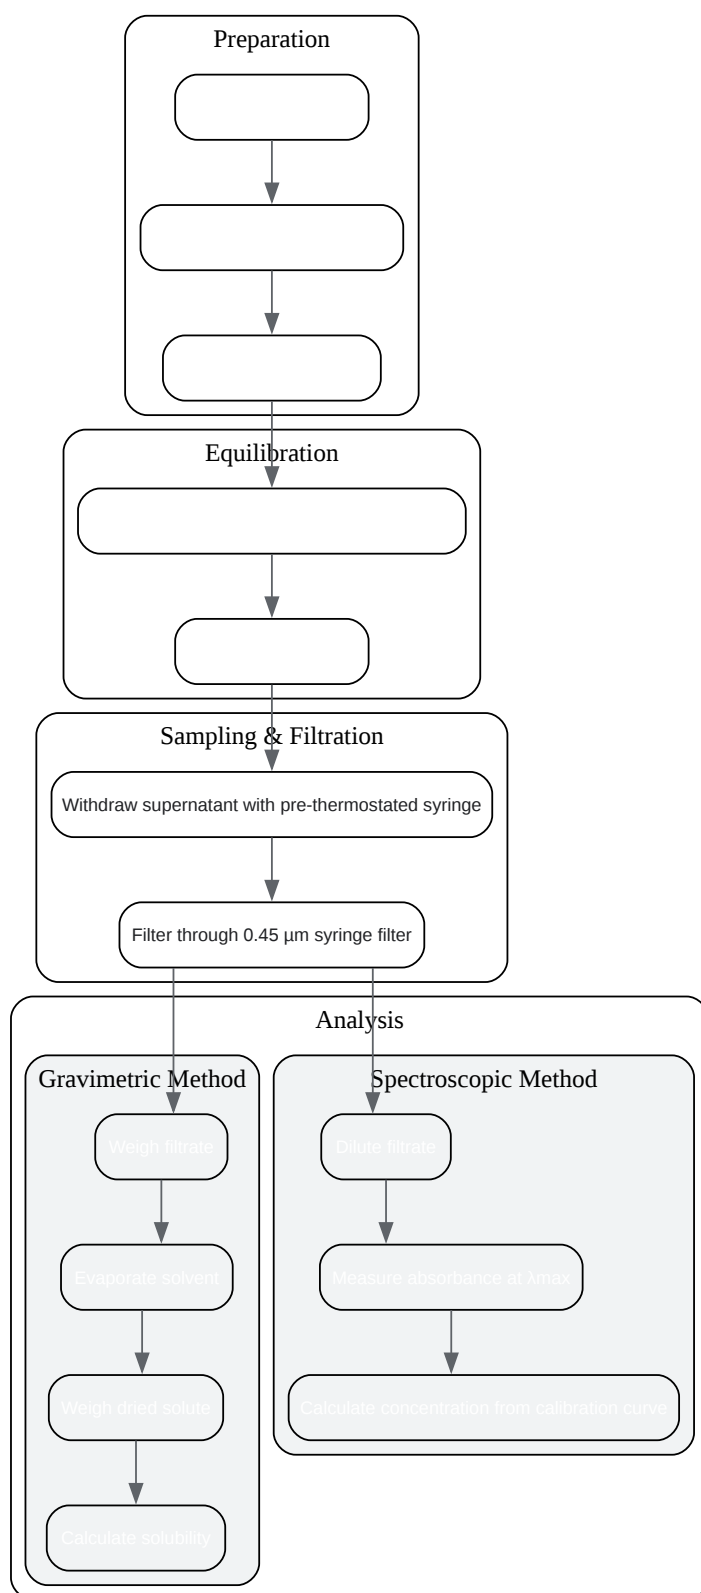 Preparation
Equilibration
Sampling & Filtration
Withdraw supernatant with pre-thermostated syringe
Filter through 0.45 µm syringe filter
Analysis
Gravimetric Method
Weigh filtrate
Evaporate solvent
Weigh dried solute
Calculate solubility
Spectroscopic Method
Dilute filtrate
Measure absorbance at λmax
Calculate concentration from calibration curve